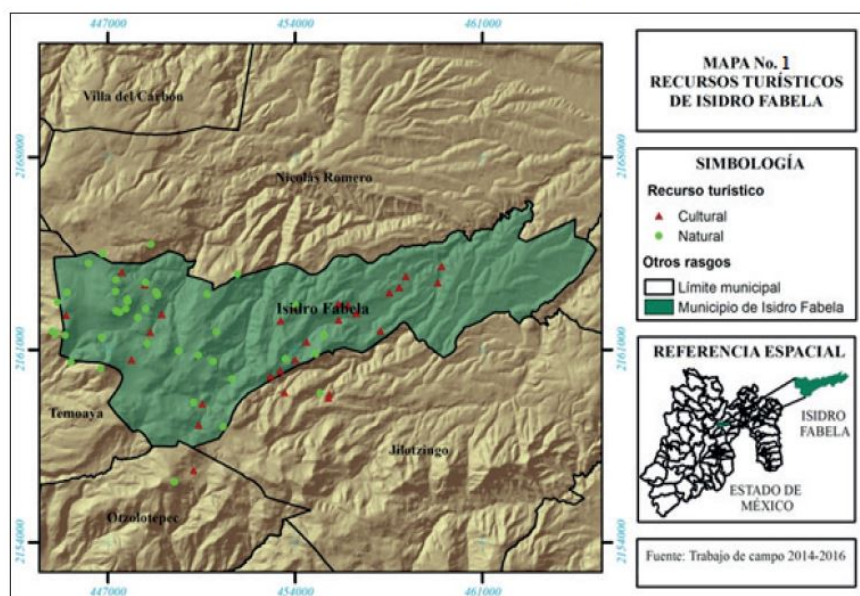 447000
454000
461000
2168000
2161000
2154000
Villa del Carbón
Nicolás Romero
Isidro Fabela
Temoaya
Jilotzingo
Otzolotepec
2168000
2161000
2154000
447000
454000
461000
MAPA No. 1
RECURSOS TURÍSTICOS
DE ISIDRO FABELA
SIMBOLOGÍA
Recurso turístico
Cultural
Natural
Otros rasgos
Límite municipal
Municipio de Isidro Fabela
REFERENCIA ESPACIAL
ISIDRO
FABELA
ESTADO DE
MÉXICO
Fuente: Trabajo de campo 2014-2016